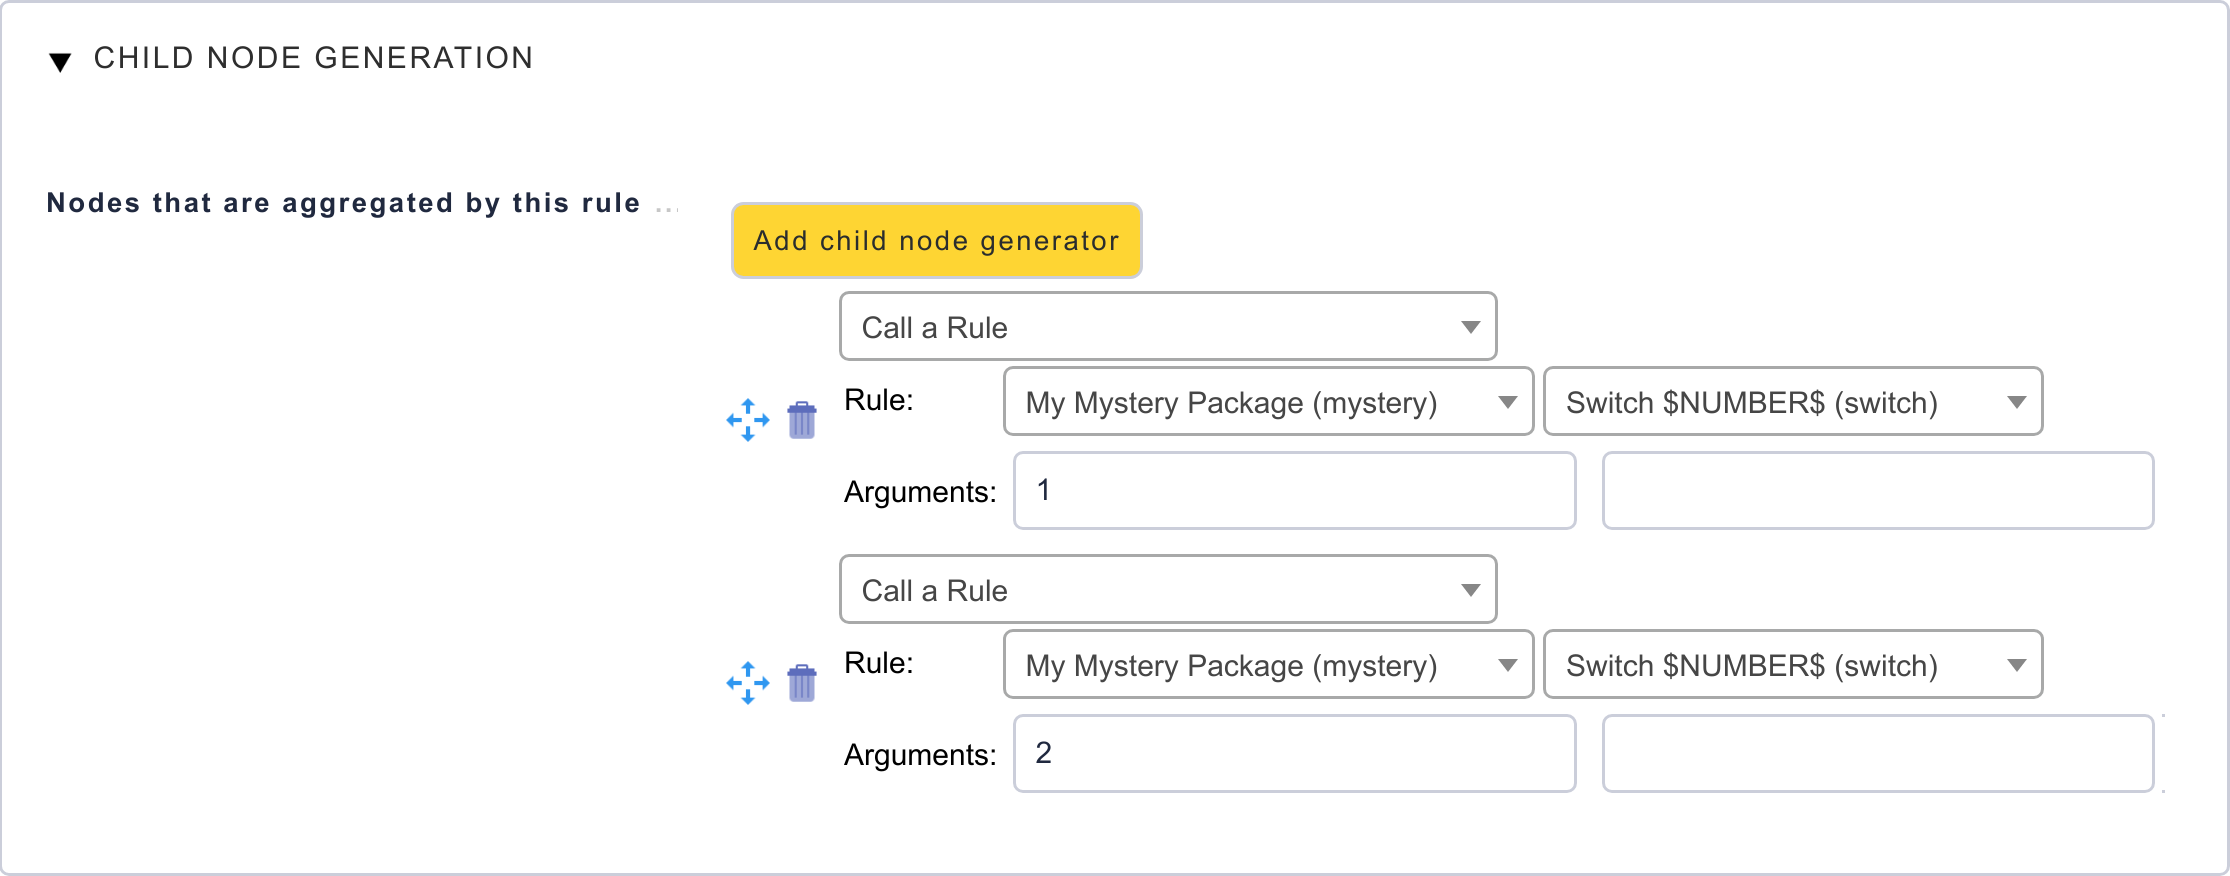 CHILD NODE GENERATION
Nodes that are aggregated by this rule ...
Add child node generator
Call a Rule
Rule: My Mystery Package (mystery) Switch $NUMBER$ (switch)
Arguments: 1
Call a Rule
Rule: My Mystery Package (mystery) Switch $NUMBER$ (switch)
Arguments: 2